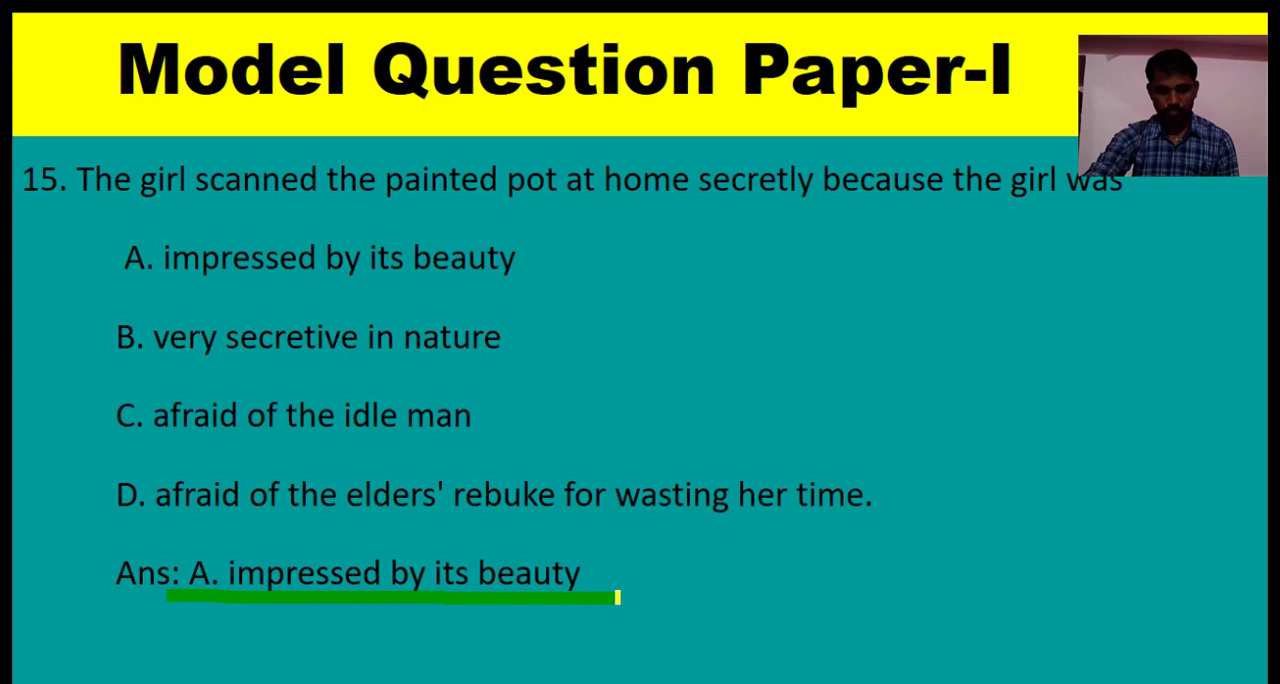 Model Question Paper-I
15. The girl scanned the painted pot at home secretly because the girl was
A. impressed by its beauty
B. very secretive in nature
C. afraid of the idle man
D. afraid of the elders' rebuke for wasting her time.
Ans: A. impressed by its beauty